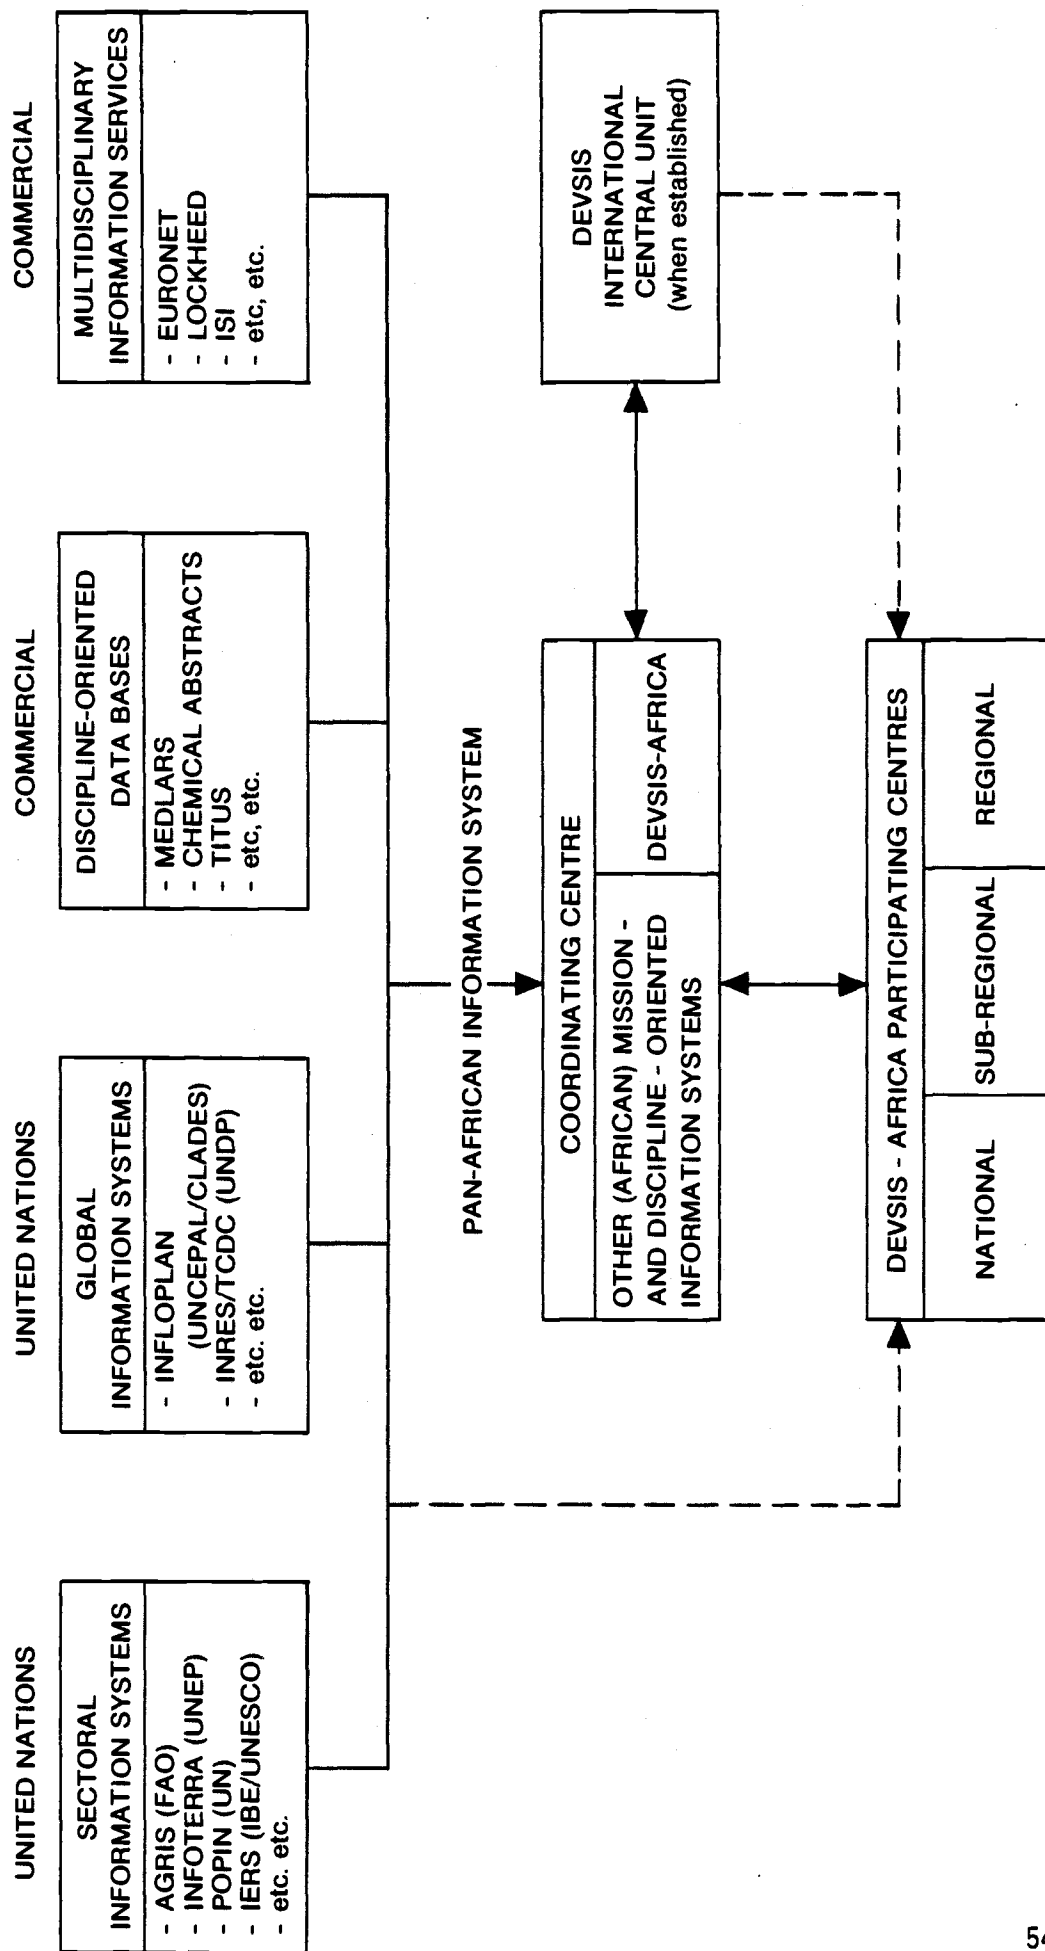 UNITED NATIONS
SECTORAL
INFORMATION SYSTEMS
- AGRIS (FAO)
- INFOTERRA (UNEP)
- POPIN (UN)
- IERS (IBE/UNESCO)
- etc. etc.
UNITED NATIONS
GLOBAL
INFORMATION SYSTEMS
- INFLOPLAN
(UNCEPAL/CLADES)
- INRES/TCDC (UNDP)
- etc. etc.
COMMERCIAL
DISCIPLINE-ORIENTED
DATA BASES
- MEDLARS
- CHEMICAL ABSTRACTS
- TITUS
- etc, etc.
COMMERCIAL
MULTIDISCIPLINARY
INFORMATION SERVICES
- EURONET
- LOCKHEED
- ISI
- etc, etc.
PAN-AFRICAN INFORMATION SYSTEM
COORDINATING CENTRE
OTHER (AFRICAN) MISSION -
AND DISCIPLINE - ORIENTED
INFORMATION SYSTEMS
DEVSIS-AFRICA
DEVSIS
INTERNATIONAL
CENTRAL UNIT
(when established)
DEVSIS - AFRICA PARTICIPATING CENTRES
NATIONAL
SUB-REGIONAL
REGIONAL
54